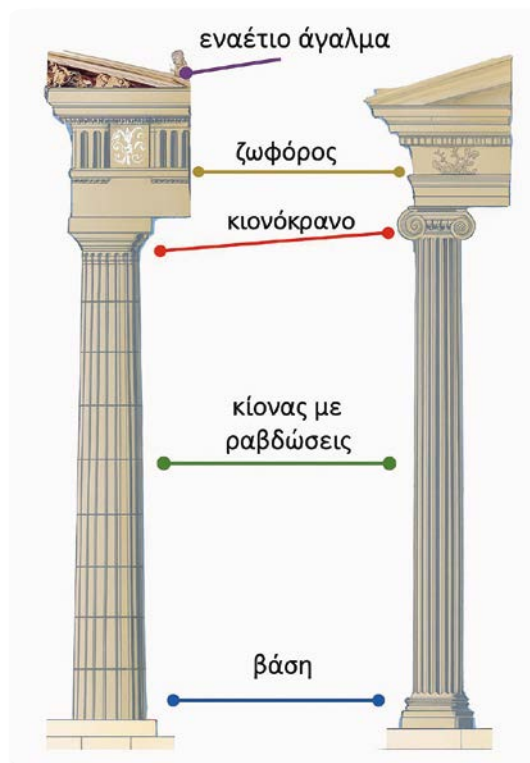 εναέτιο άγαλμα
ζωφόρος
κιονόκρανο
κίονας με
ραβδώσεις
βάση